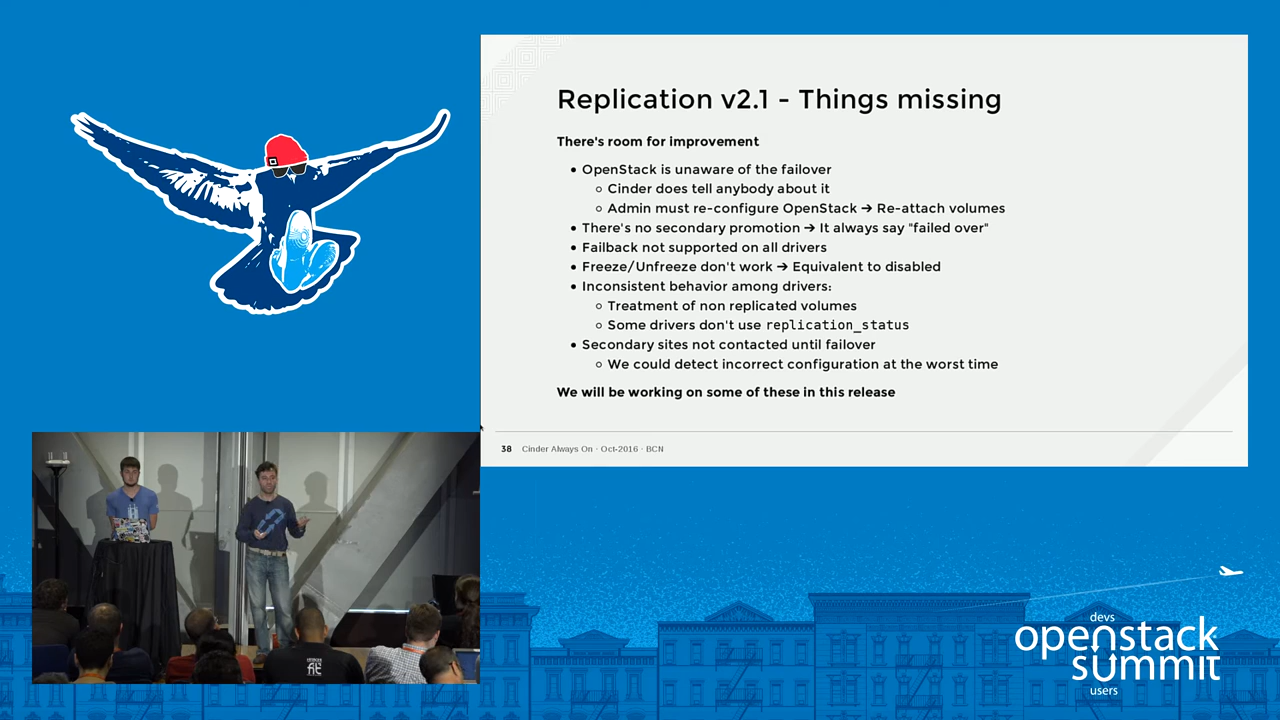 Replication v2.1 - Things missing
There's room for improvement
OpenStack is unaware of the failover
Cinder does tell anybody about it
Admin must re-configure OpenStack → Re-attach volumes
There's no secondary promotion → It always say "failed over"
Failback not supported on all drivers
Freeze/Unfreeze don't work → Equivalent to disabled
Inconsistent behavior among drivers:
Treatment of non replicated volumes
Some drivers don't use replication_status
Secondary sites not contacted until failover
We could detect incorrect configuration at the worst time
We will be working on some of these in this release
38 Cinder Always On · Oct-2016 · BCN
devs
openstack
summit
users